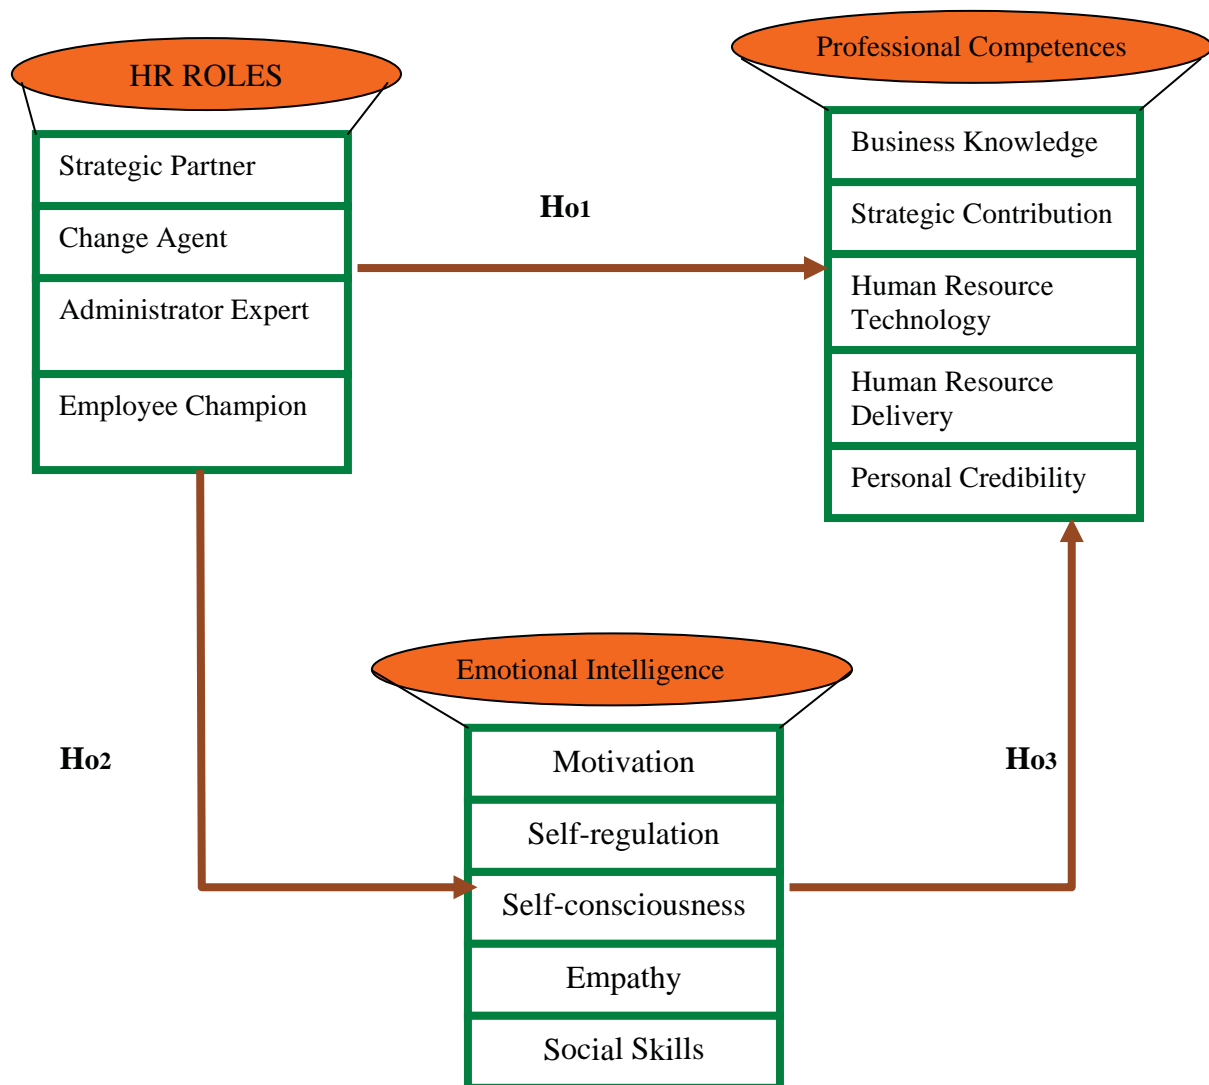 HR ROLES
Strategic Partner
Change Agent
Administrator Expert
Employee Champion
Ho1
Professional Competences
Business Knowledge
Strategic Contribution
Human Resource
Technology
Human Resource
Delivery
Personal Credibility
Ho2
Emotional Intelligence
Motivation
Self-regulation
Self-consciousness
Empathy
Social Skills
Ho3